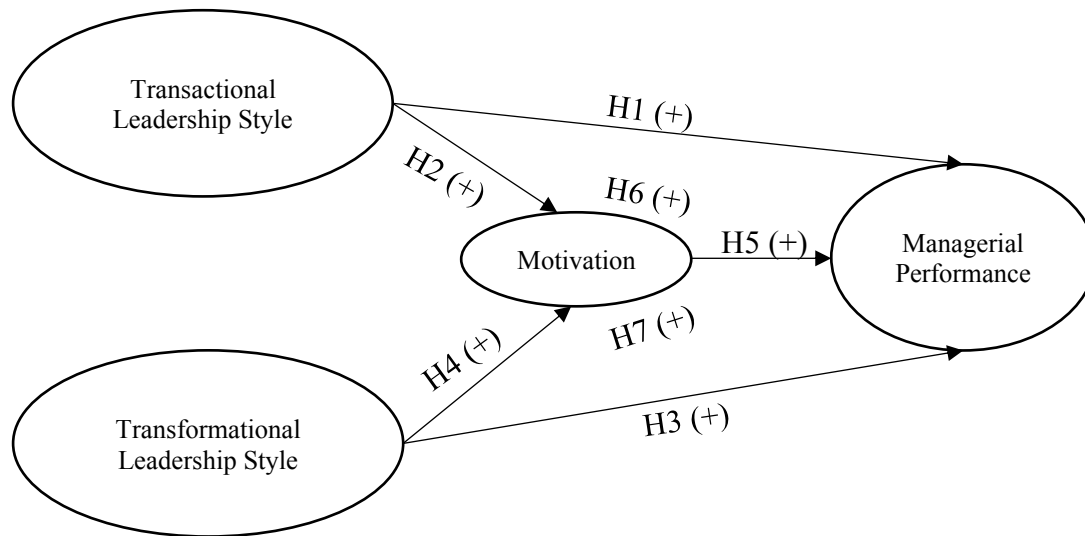 Transactional
Leadership Style
H1 (+)
H2 (+)
H6 (+)
Motivation
H5 (+)
Managerial
Performance
H7 (+)
H4 (+)
H3 (+)
Transformational
Leadership Style